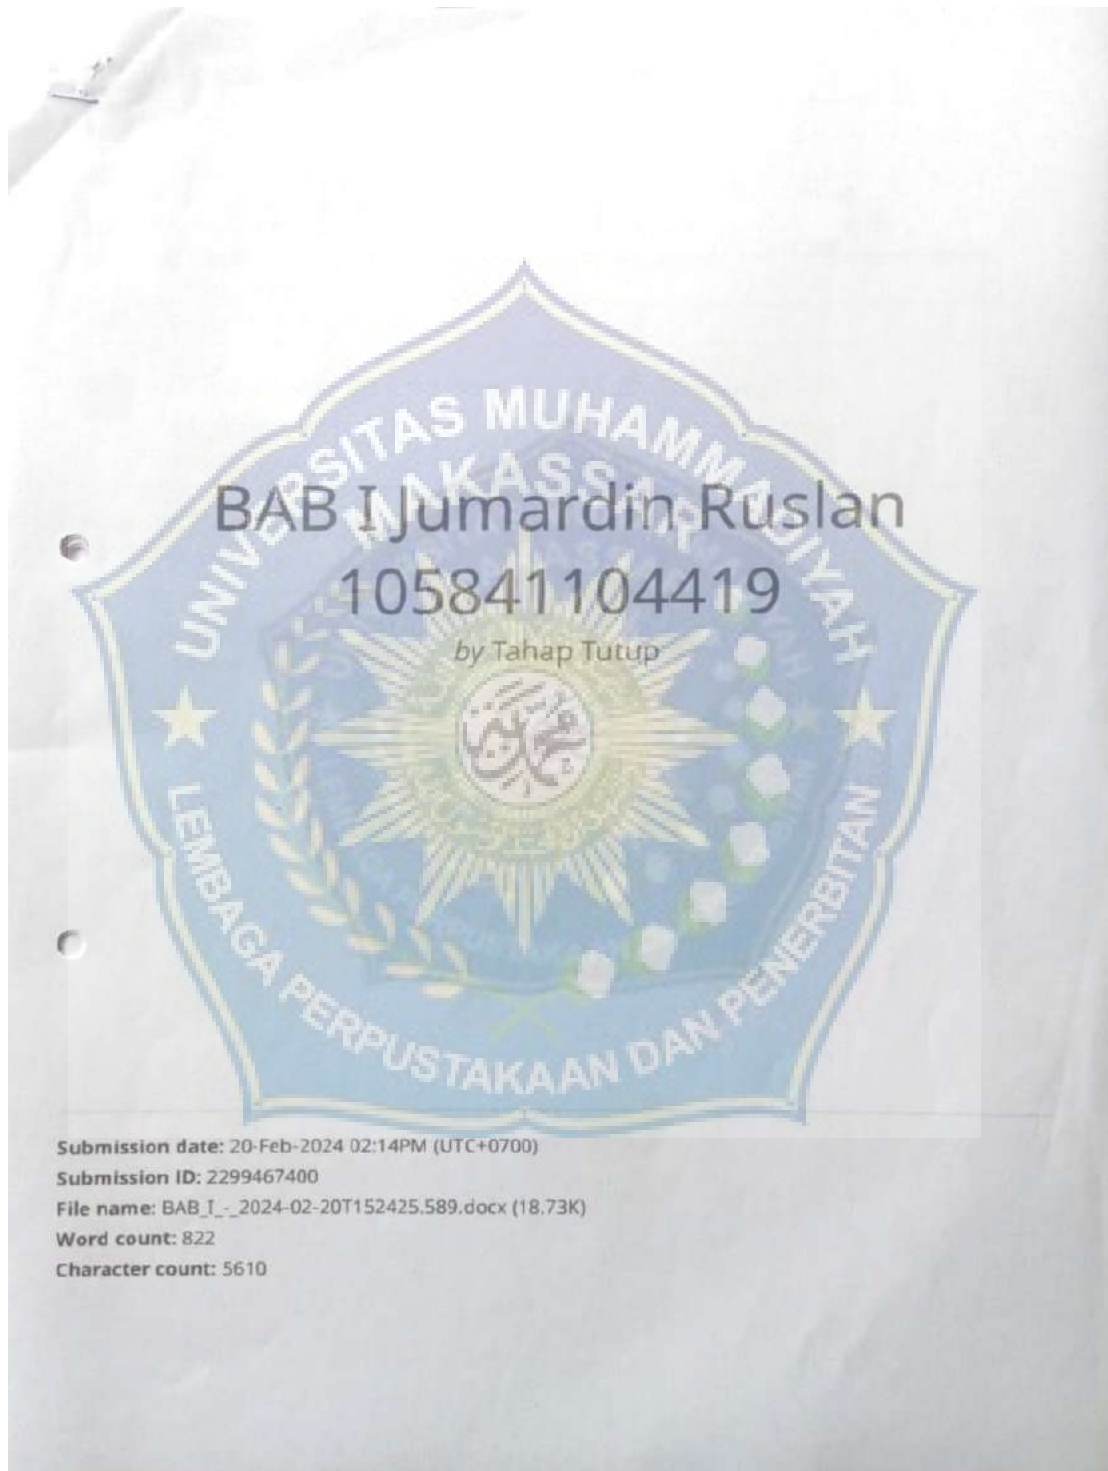 UNIVERSITAS MUHAMMADIYAH
MAKASSAR
BAB I Jumardin Ruslan
105841104419
by Tahap Tutup
LEMBAGA PERPUSTAKAAN DAN PENERBITAN
Submission date: 20-Feb-2024 02:14PM (UTC+0700)
Submission ID: 2299467400
File name: BAB_I_-_2024-02-20T152425.589.docx (18.73K)
Word count: 822
Character count: 5610